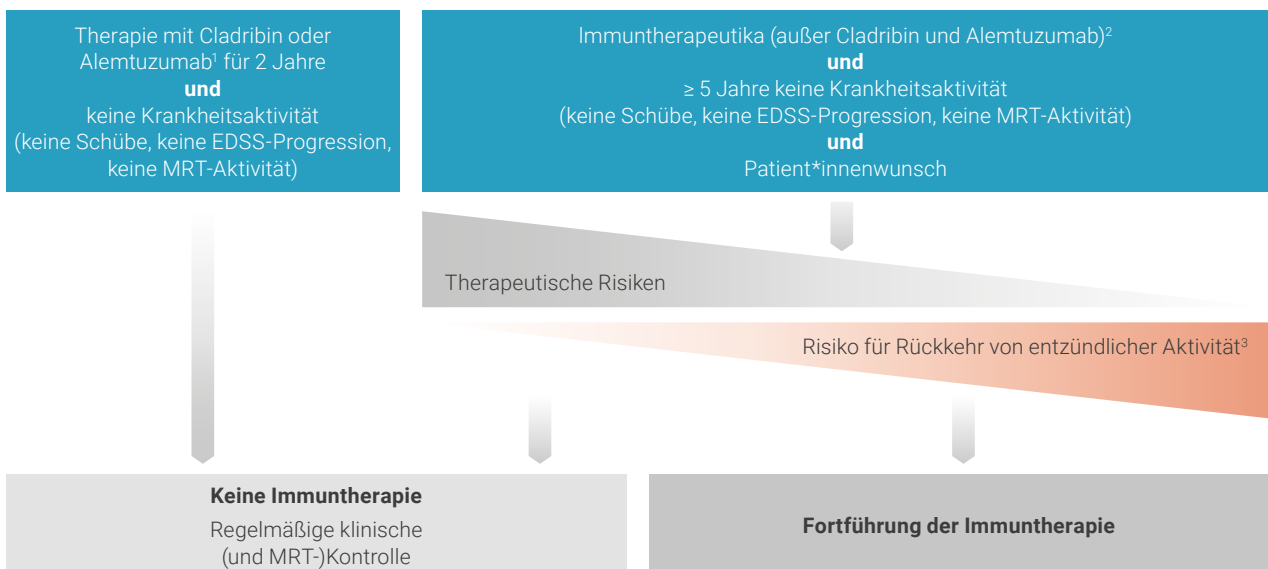 Therapie mit Cladribin oder
Alemtuzumab¹ für 2 Jahre
und
keine Krankheitsaktivität
(keine Schübe, keine EDSS-Progression,
keine MRT-Aktivität)
Immuntherapeutika (außer Cladribin und Alemtuzumab)²
und
≥ 5 Jahre keine Krankheitsaktivität
(keine Schübe, keine EDSS-Progression, keine MRT-Aktivität)
und
Patient*innenwunsch
Therapeutische Risiken
Risiko für Rückkehr von entzündlicher Aktivität³
Keine Immuntherapie
Regelmäßige klinische
(und MRT-)Kontrolle
Fortführung der Immuntherapie